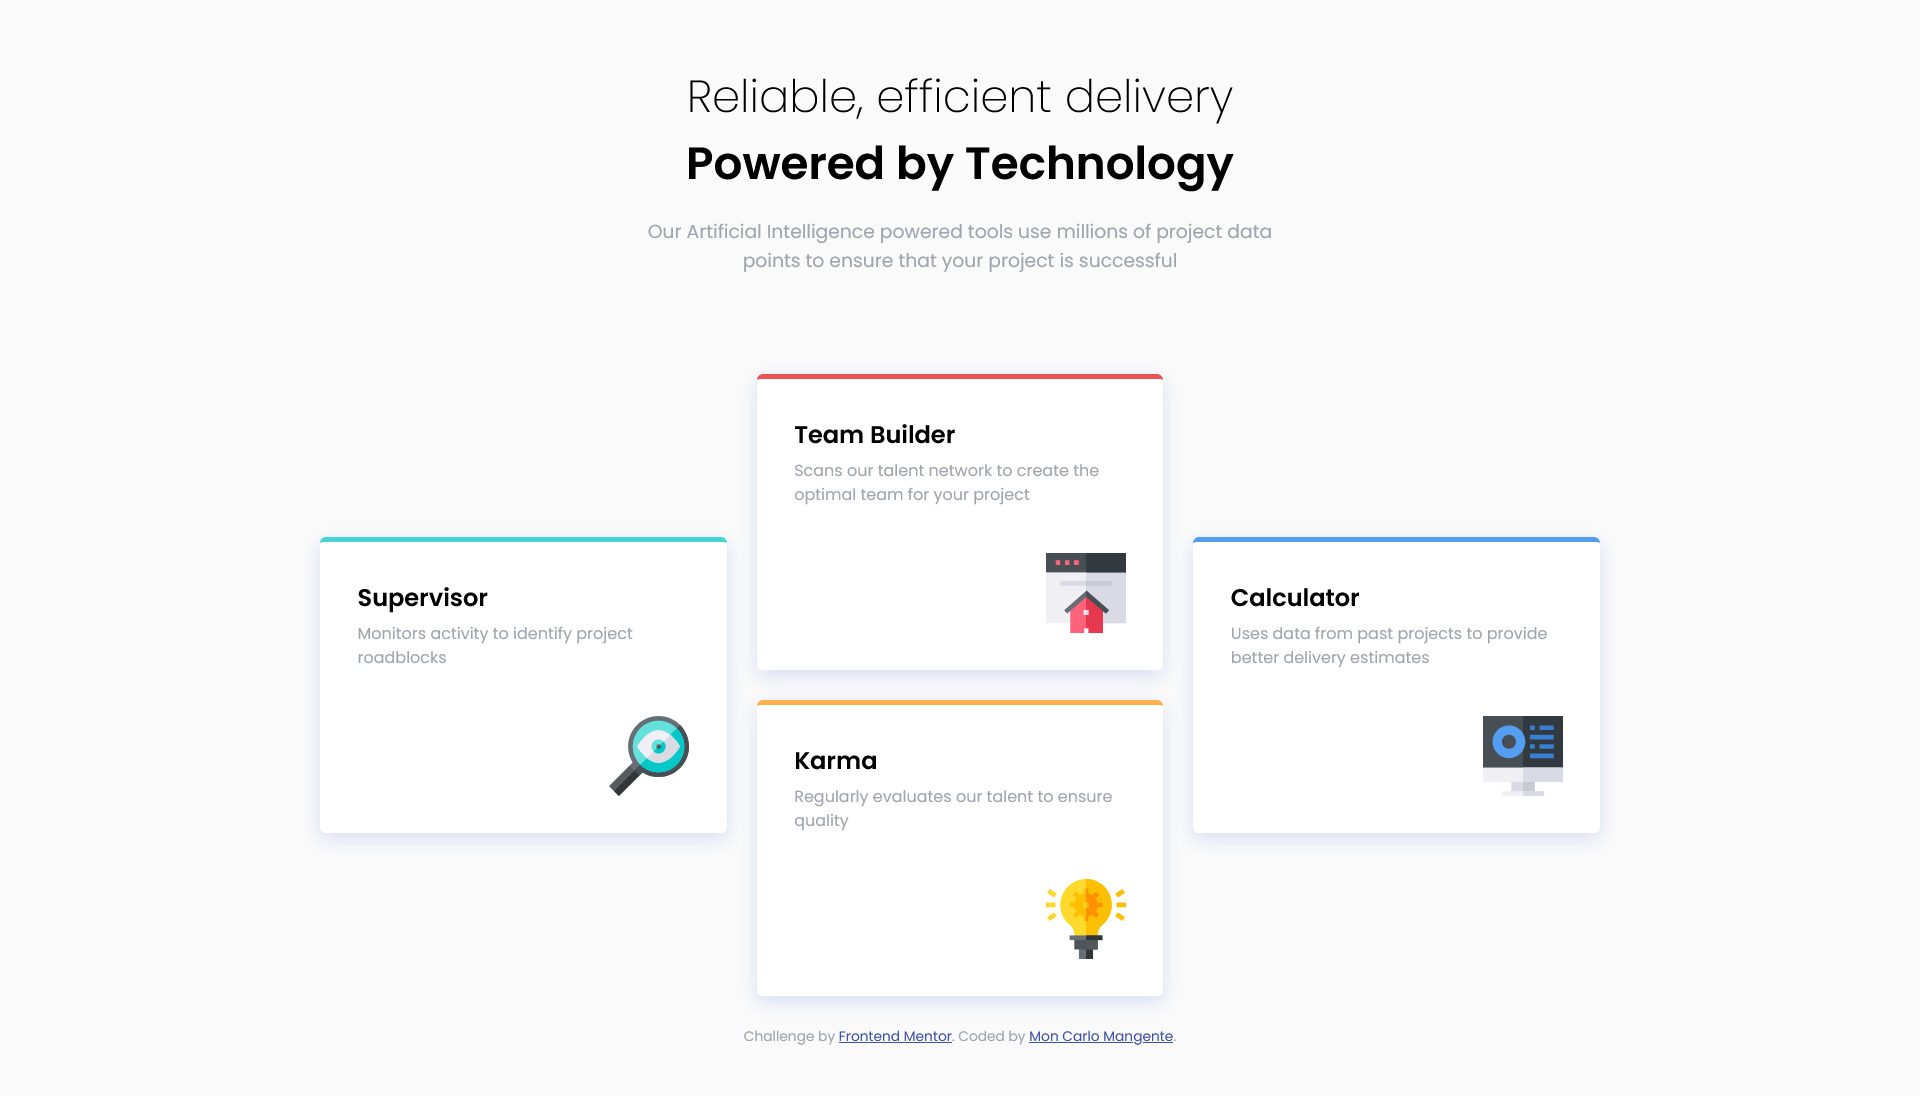 Reliable, efficient delivery
Powered by Technology
Our Artificial Intelligence powered tools use millions of project data
points to ensure that your project is successful
Supervisor
Monitors activity to identify project
roadblocks
Team Builder
Scans our talent network to create the
optimal team for your project
Karma
Regularly evaluates our talent to ensure
quality
Calculator
Uses data from past projects to provide
better delivery estimates
Challenge by Frontend Mentor. Coded by Mon Carlo Mangente.